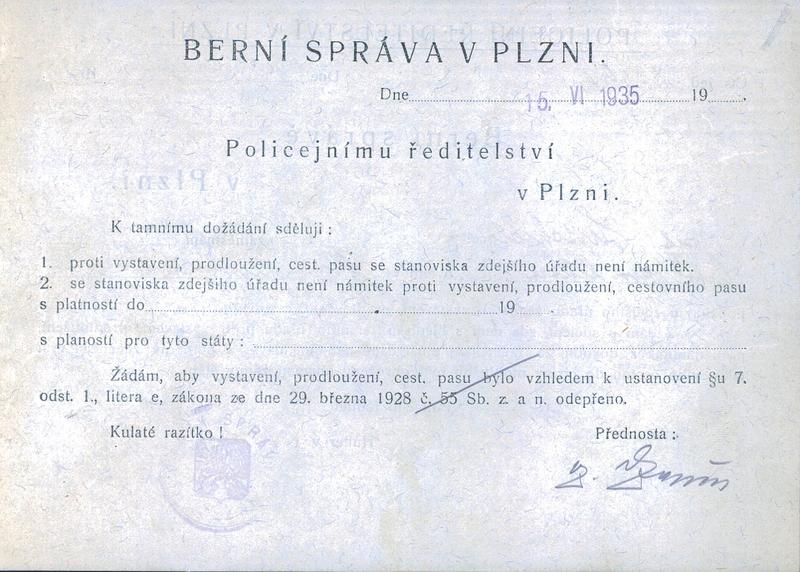 BERNÍ SPRÁVA V PLZNI.
Dne 15. VI 1935 19 .
Policejnímu ředitelství
v Plzni.
K tamnímu dožádání sděluji :
1. proti vystavení, prodloužení, cest. pasu se stanoviska zdejšího úřadu není námitek.
2. se stanoviska zdejšiho úřadu není námitek proti vystavení, prodloužení, cestovního pasu
s platností do 19 .
s plaností pro tyto státy :
Žádám, aby vystavení, prodloužení, cest. pasu bylo vzhledem k ustanovení §u 7.
odst. 1., litera e, zákona ze dne 29. března 1928 č. 55 Sb. z. a n. odepřeno.
Kulaté razítko ! Přednosta :